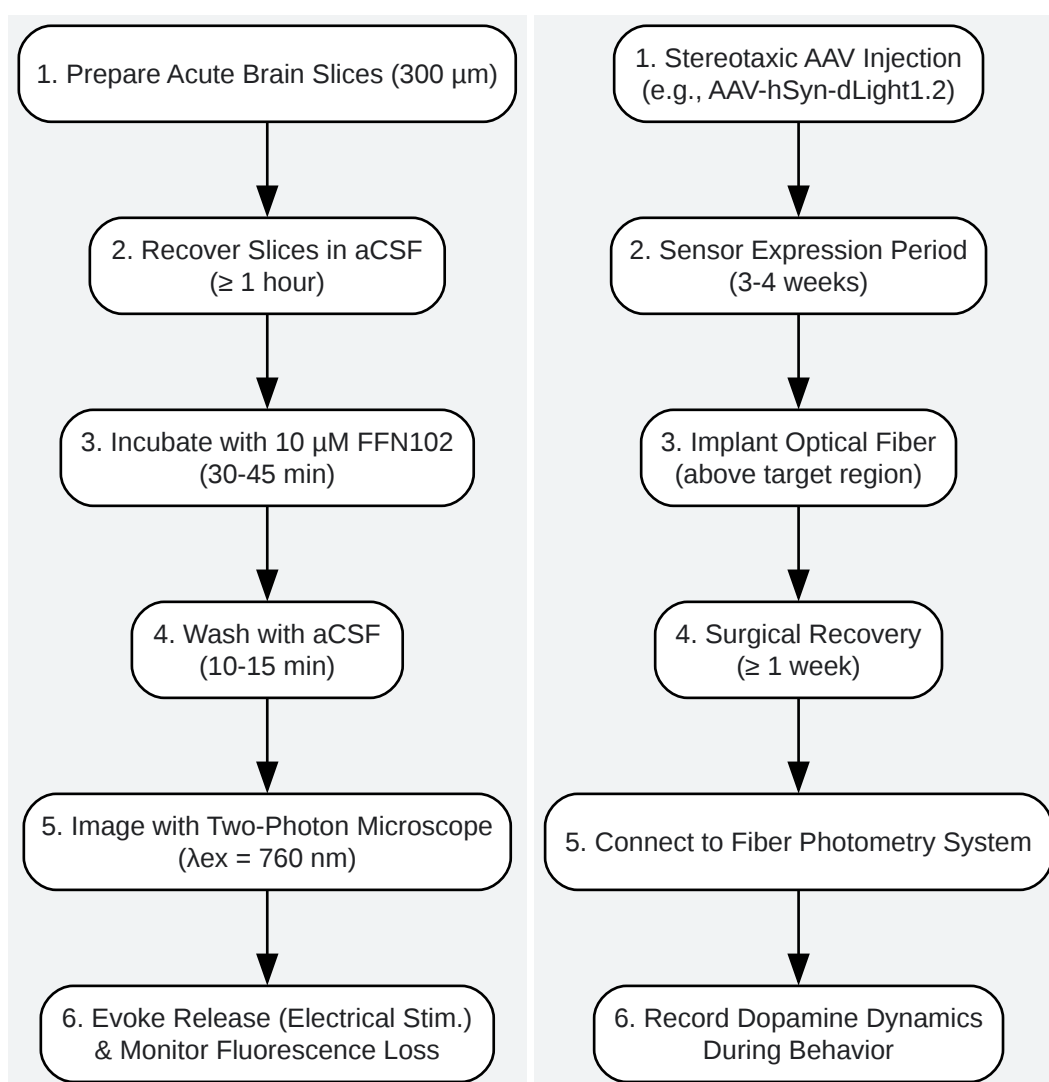 1. Prepare Acute Brain Slices (300 µm)
2. Recover Slices in aCSF
(≥ 1 hour)
3. Incubate with 10 µM FFN102
(30-45 min)
4. Wash with aCSF
(10-15 min)
5. Image with Two-Photon Microscope
(λex = 760 nm)
6. Evoke Release (Electrical Stim.)
& Monitor Fluorescence Loss
1. Stereotaxic AAV Injection
(e.g., AAV-hSyn-dLight1.2)
2. Sensor Expression Period
(3-4 weeks)
3. Implant Optical Fiber
(above target region)
4. Surgical Recovery
(≥ 1 week)
5. Connect to Fiber Photometry System
6. Record Dopamine Dynamics
During Behavior